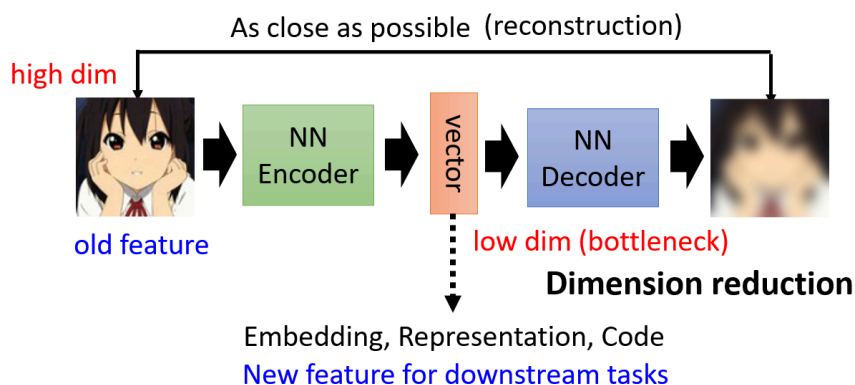 As close as possible (reconstruction)
high dim
NN
Encoder
vector
NN
Decoder
old feature
low dim (bottleneck)
Dimension reduction
Embedding, Representation, Code
New feature for downstream tasks